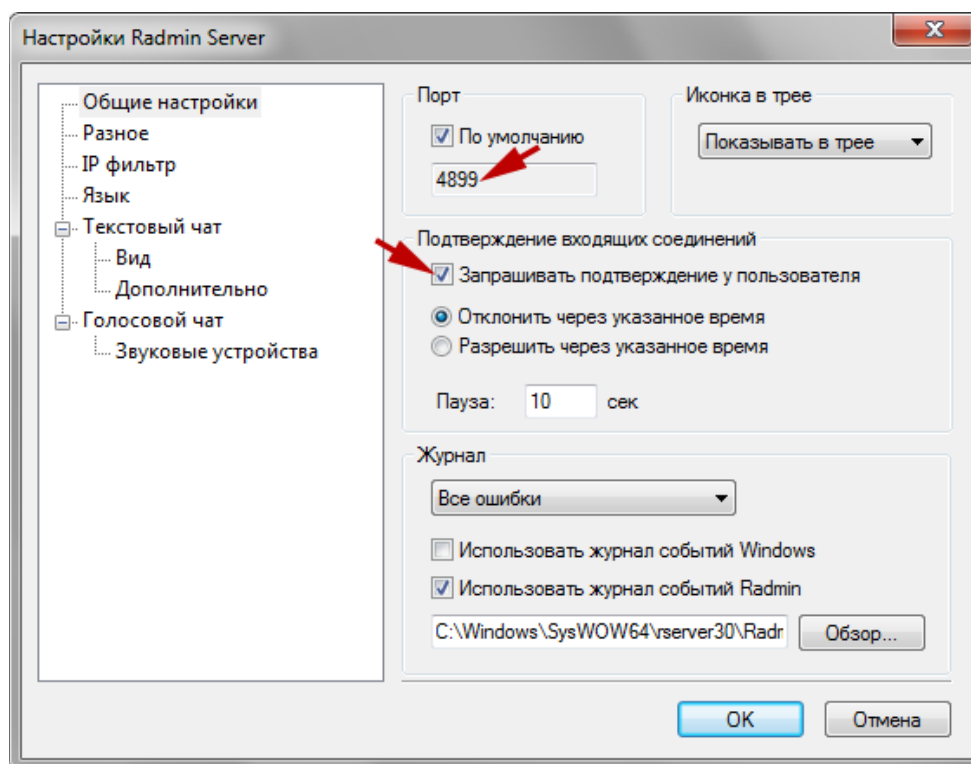 Настройки Radmin Server
Общие настройки
Разное
IP фильтр
Язык
Текстовый чат
Вид
Дополнительно
Голосовой чат
Звуковые устройства
Порт
По умолчанию
4899
Иконка в трее
Показывать в трее
Подтверждение входящих соединений
Запрашивать подтверждение у пользователя
Отклонить через указанное время
Разрешить через указанное время
Пауза: 10 сек
Журнал
Все ошибки
Использовать журнал событий Windows
Использовать журнал событий Radmin
C:\Windows\SysWOW64\rserver30\Radr Обзор...
OK Отмена